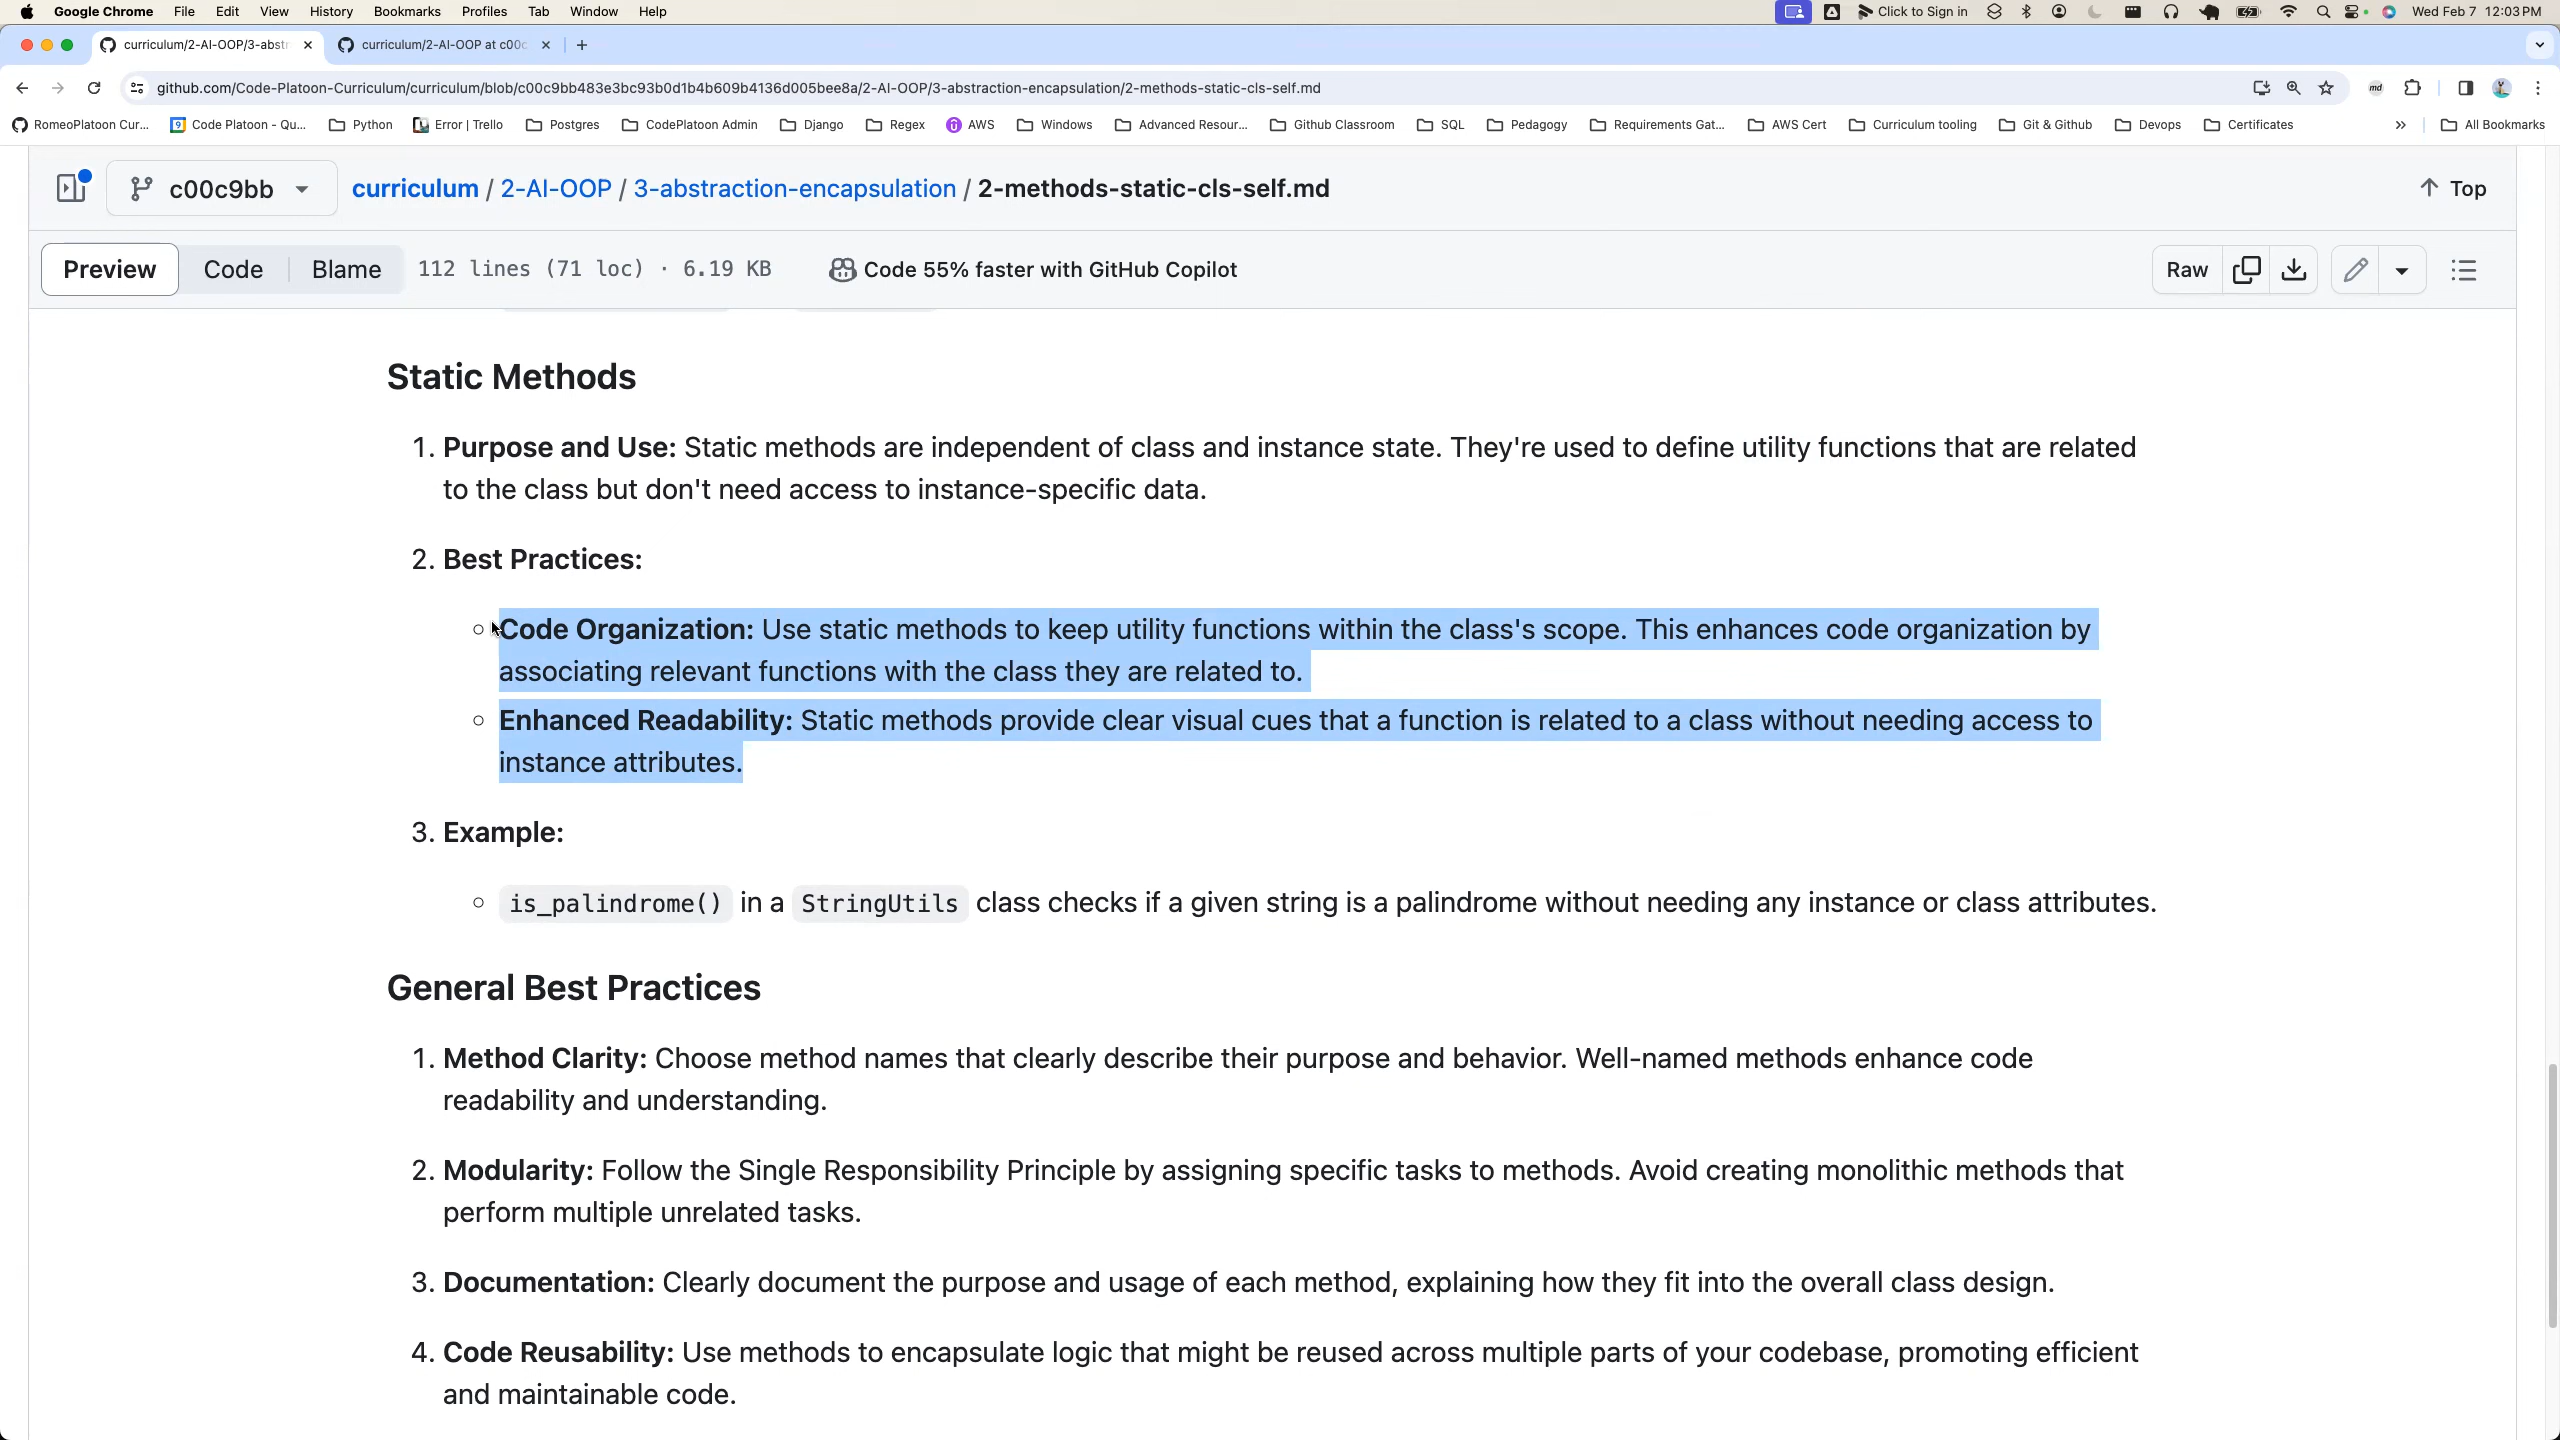 Google Chrome File Edit View History Bookmarks Profiles Tab Window Help Click to Sign in Wed Feb 7 12:03 PM
curriculum/2-AI-OOP/3-abst curriculum/2-AI-OOP at c00c
github.com/Code-Platoon-Curriculum/curriculum/blob/c00c9bb483e3bc93b0d1b4b609b4136d005bee8a/2-AI-OOP/3-abstraction-encapsulation/2-methods-static-cls-self.md
RomeoPlatoon Cur... Code Platoon - Qu... Python Error | Trello Postgres CodePlatoon Admin Django Regex AWS Windows Advanced Resour... Github Classroom SQL Pedagogy Requirements Gat... AWS Cert Curriculum tooling Git & Github Devops Certificates » All Bookmarks
c00c9bb curriculum / 2-AI-OOP / 3-abstraction-encapsulation / 2-methods-static-cls-self.md Top
Preview Code Blame 112 lines (71 loc) · 6.19 KB Code 55% faster with GitHub Copilot Raw
Static Methods
1. Purpose and Use: Static methods are independent of class and instance state. They're used to define utility functions that are related
to the class but don't need access to instance-specific data.
2. Best Practices:
Code Organization: Use static methods to keep utility functions within the class's scope. This enhances code organization by
associating relevant functions with the class they are related to.
Enhanced Readability: Static methods provide clear visual cues that a function is related to a class without needing access to
instance attributes.
3. Example:
is_palindrome() in a StringUtils class checks if a given string is a palindrome without needing any instance or class attributes.
General Best Practices
1. Method Clarity: Choose method names that clearly describe their purpose and behavior. Well-named methods enhance code
readability and understanding.
2. Modularity: Follow the Single Responsibility Principle by assigning specific tasks to methods. Avoid creating monolithic methods that
perform multiple unrelated tasks.
3. Documentation: Clearly document the purpose and usage of each method, explaining how they fit into the overall class design.
4. Code Reusability: Use methods to encapsulate logic that might be reused across multiple parts of your codebase, promoting efficient
and maintainable code.